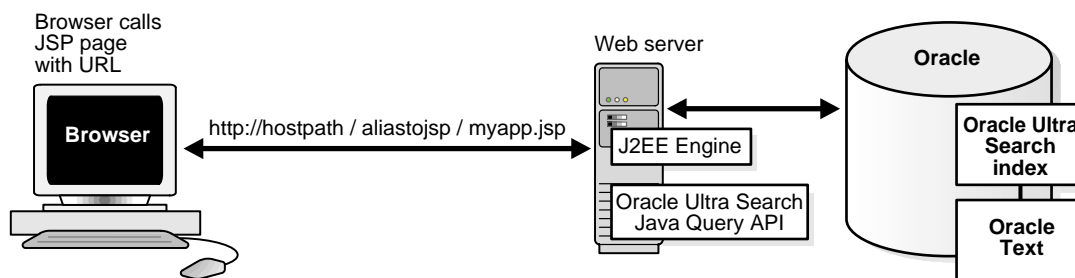 Browser calls
JSP page
with URL
Browser
http://hostpath / aliastojsp / myapp.jsp
Web server
J2EE Engine
Oracle Ultra Search
Java Query API
Oracle
Oracle Ultra
Search
index
Oracle
Text